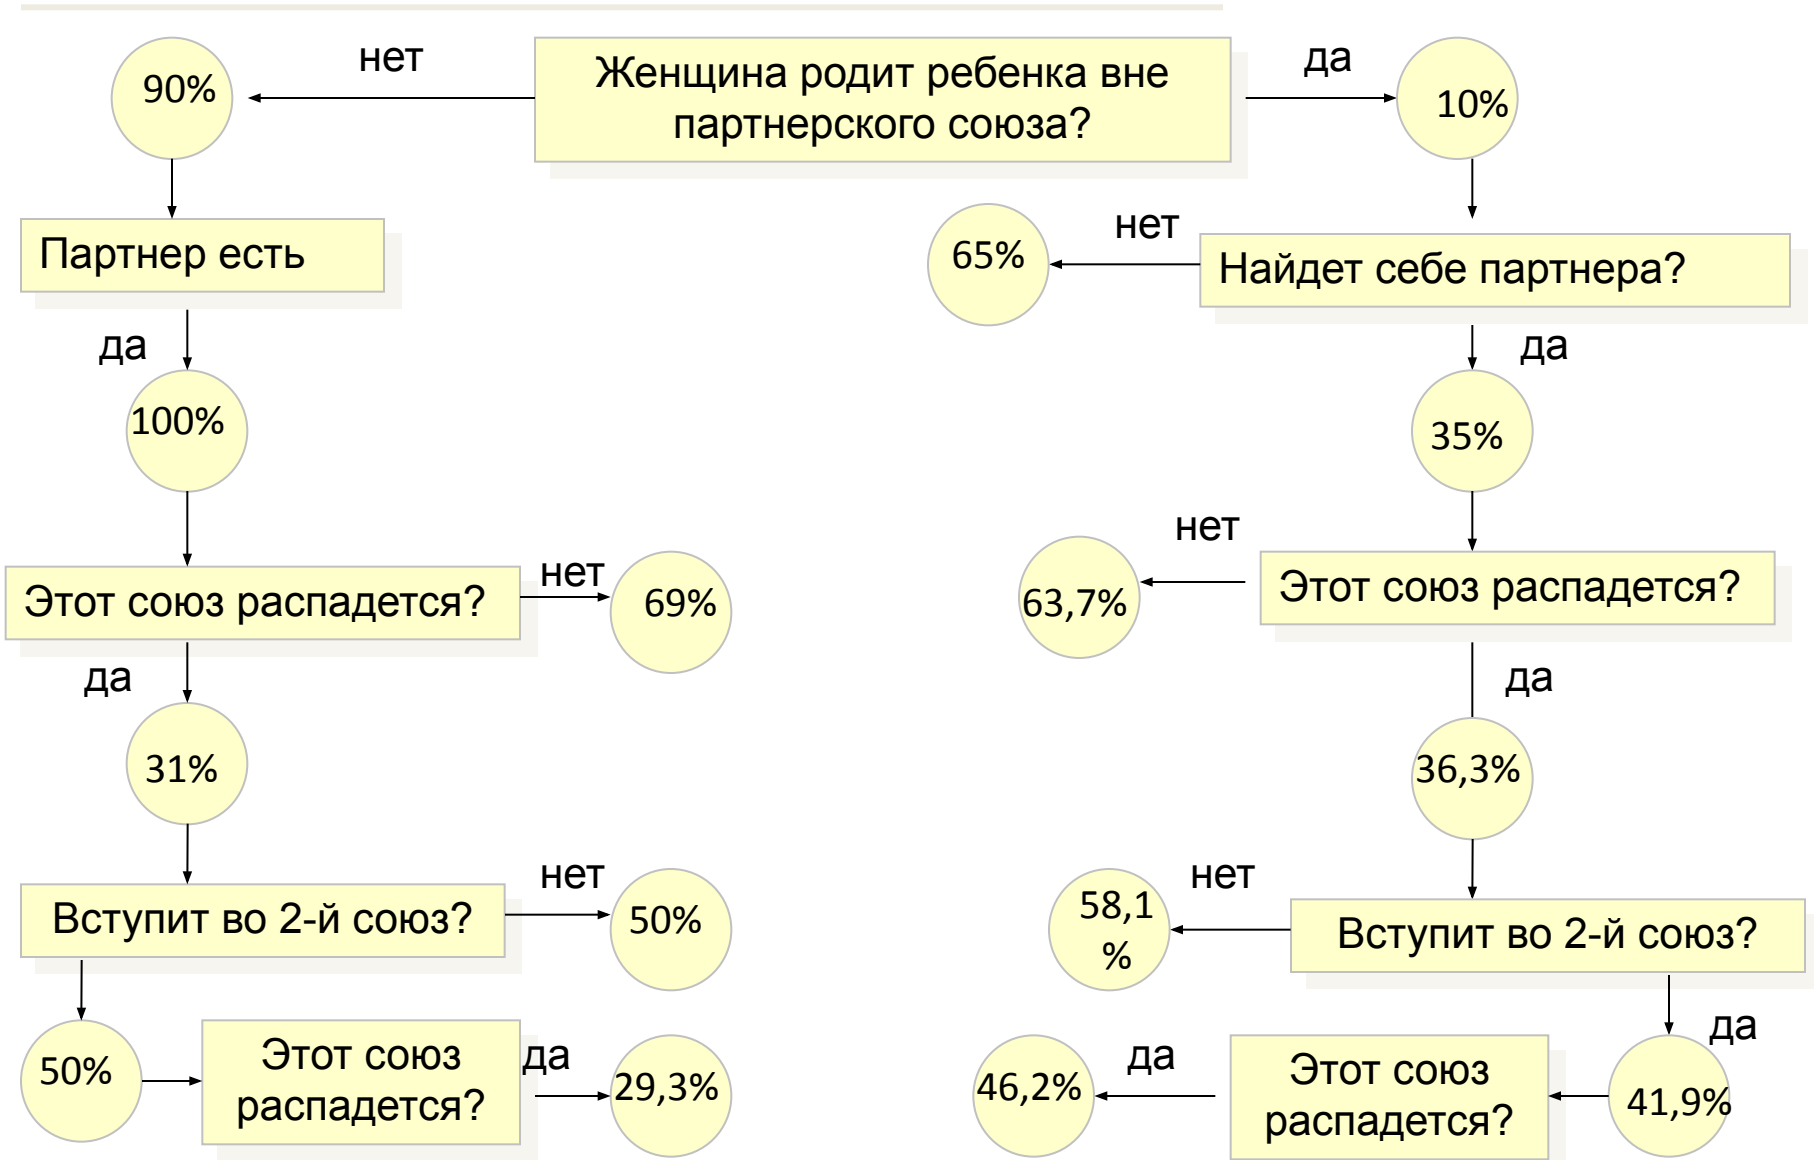 нет
Женщина родит ребенка вне
партнерского союза?
да
90%
10%
Партнер есть
нет
65%
Найдет себе партнера?
да
да
100%
35%
нет
Этот союз распадется?
нет
69%
63,7%
Этот союз распадется?
да
да
31%
36,3%
нет
нет
Вступит во 2-й союз?
50%
58,1
%
Вступит во 2-й союз?
да
50%
Этот союз
распадется?
да
29,3%
46,2%
да
Этот союз
распадется?
41,9%